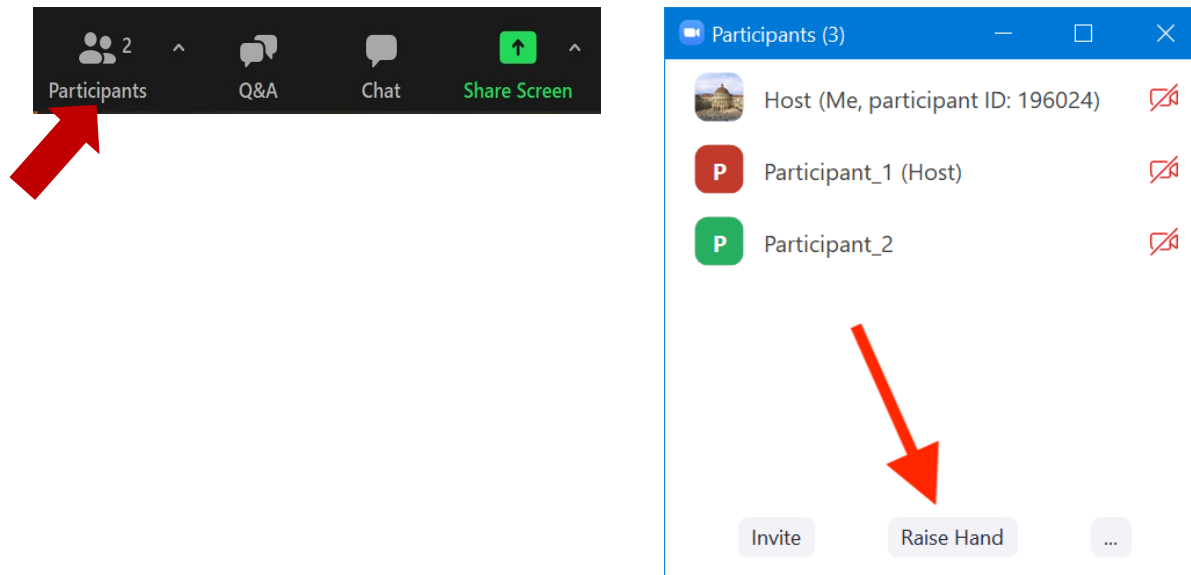 2
Participants Q&A Chat Share Screen
Participants (3)
Host (Me, participant ID: 196024)
P Participant_1 (Host)
P Participant_2
Invite Raise Hand ...